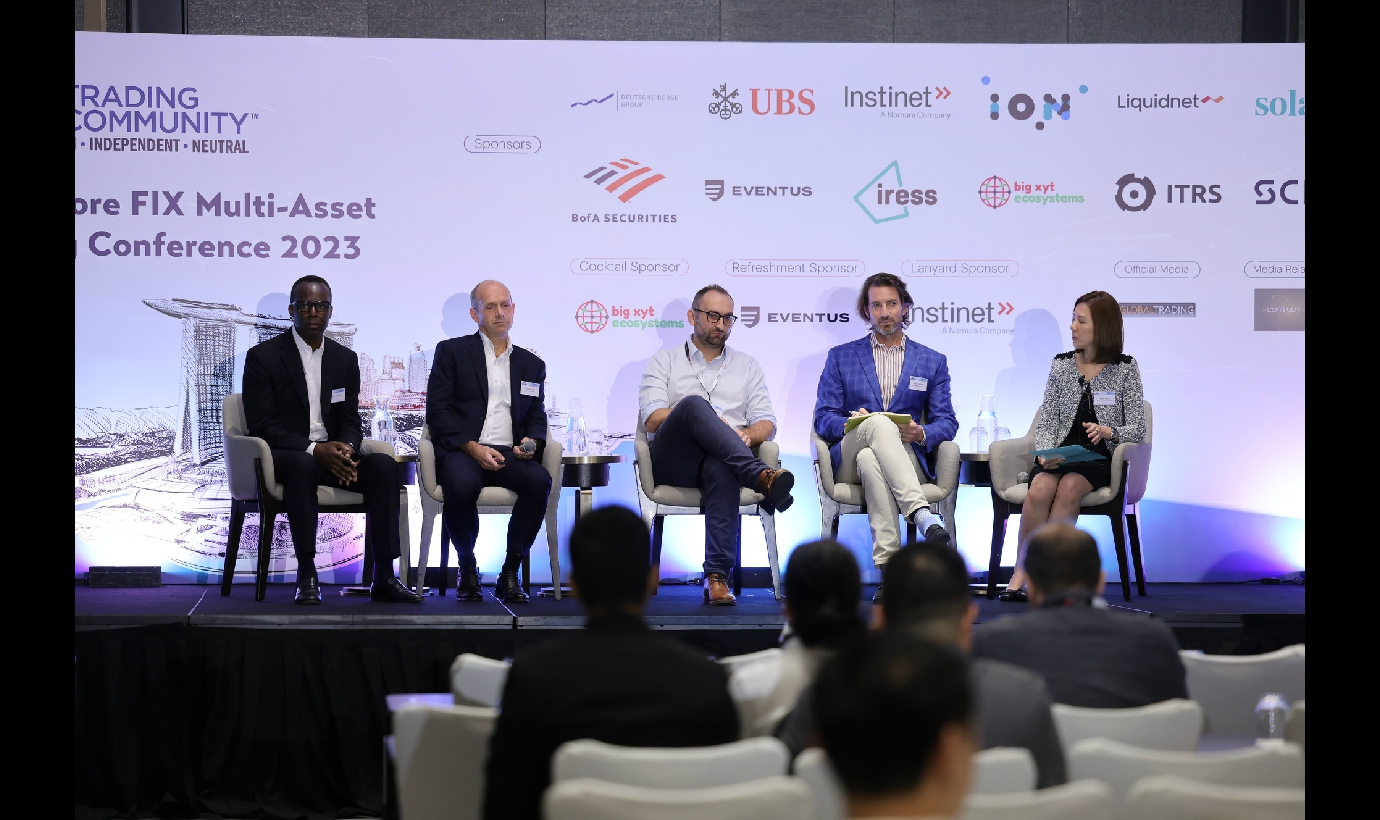 TRADING
COMMUNITY™
• INDEPENDENT • NEUTRAL
ore FIX Multi-Asset
Conference 2023
Sponsors
DEUTSCHE BÖRSE
GROUP
UBS
Instinet
A Nomura Company
ION
Liquidnet
sola
BofA SECURITIES
EVENTUS
iress
big xyt
ecosystems
ITRS
SCI
Cocktail Sponsor
Refreshment Sponsor
Lanyard Sponsor
Official Media
Media Rela
big xyt
ecosystems
EVENTUS
Instinet
A Nomura Company
GLOBALTRADING